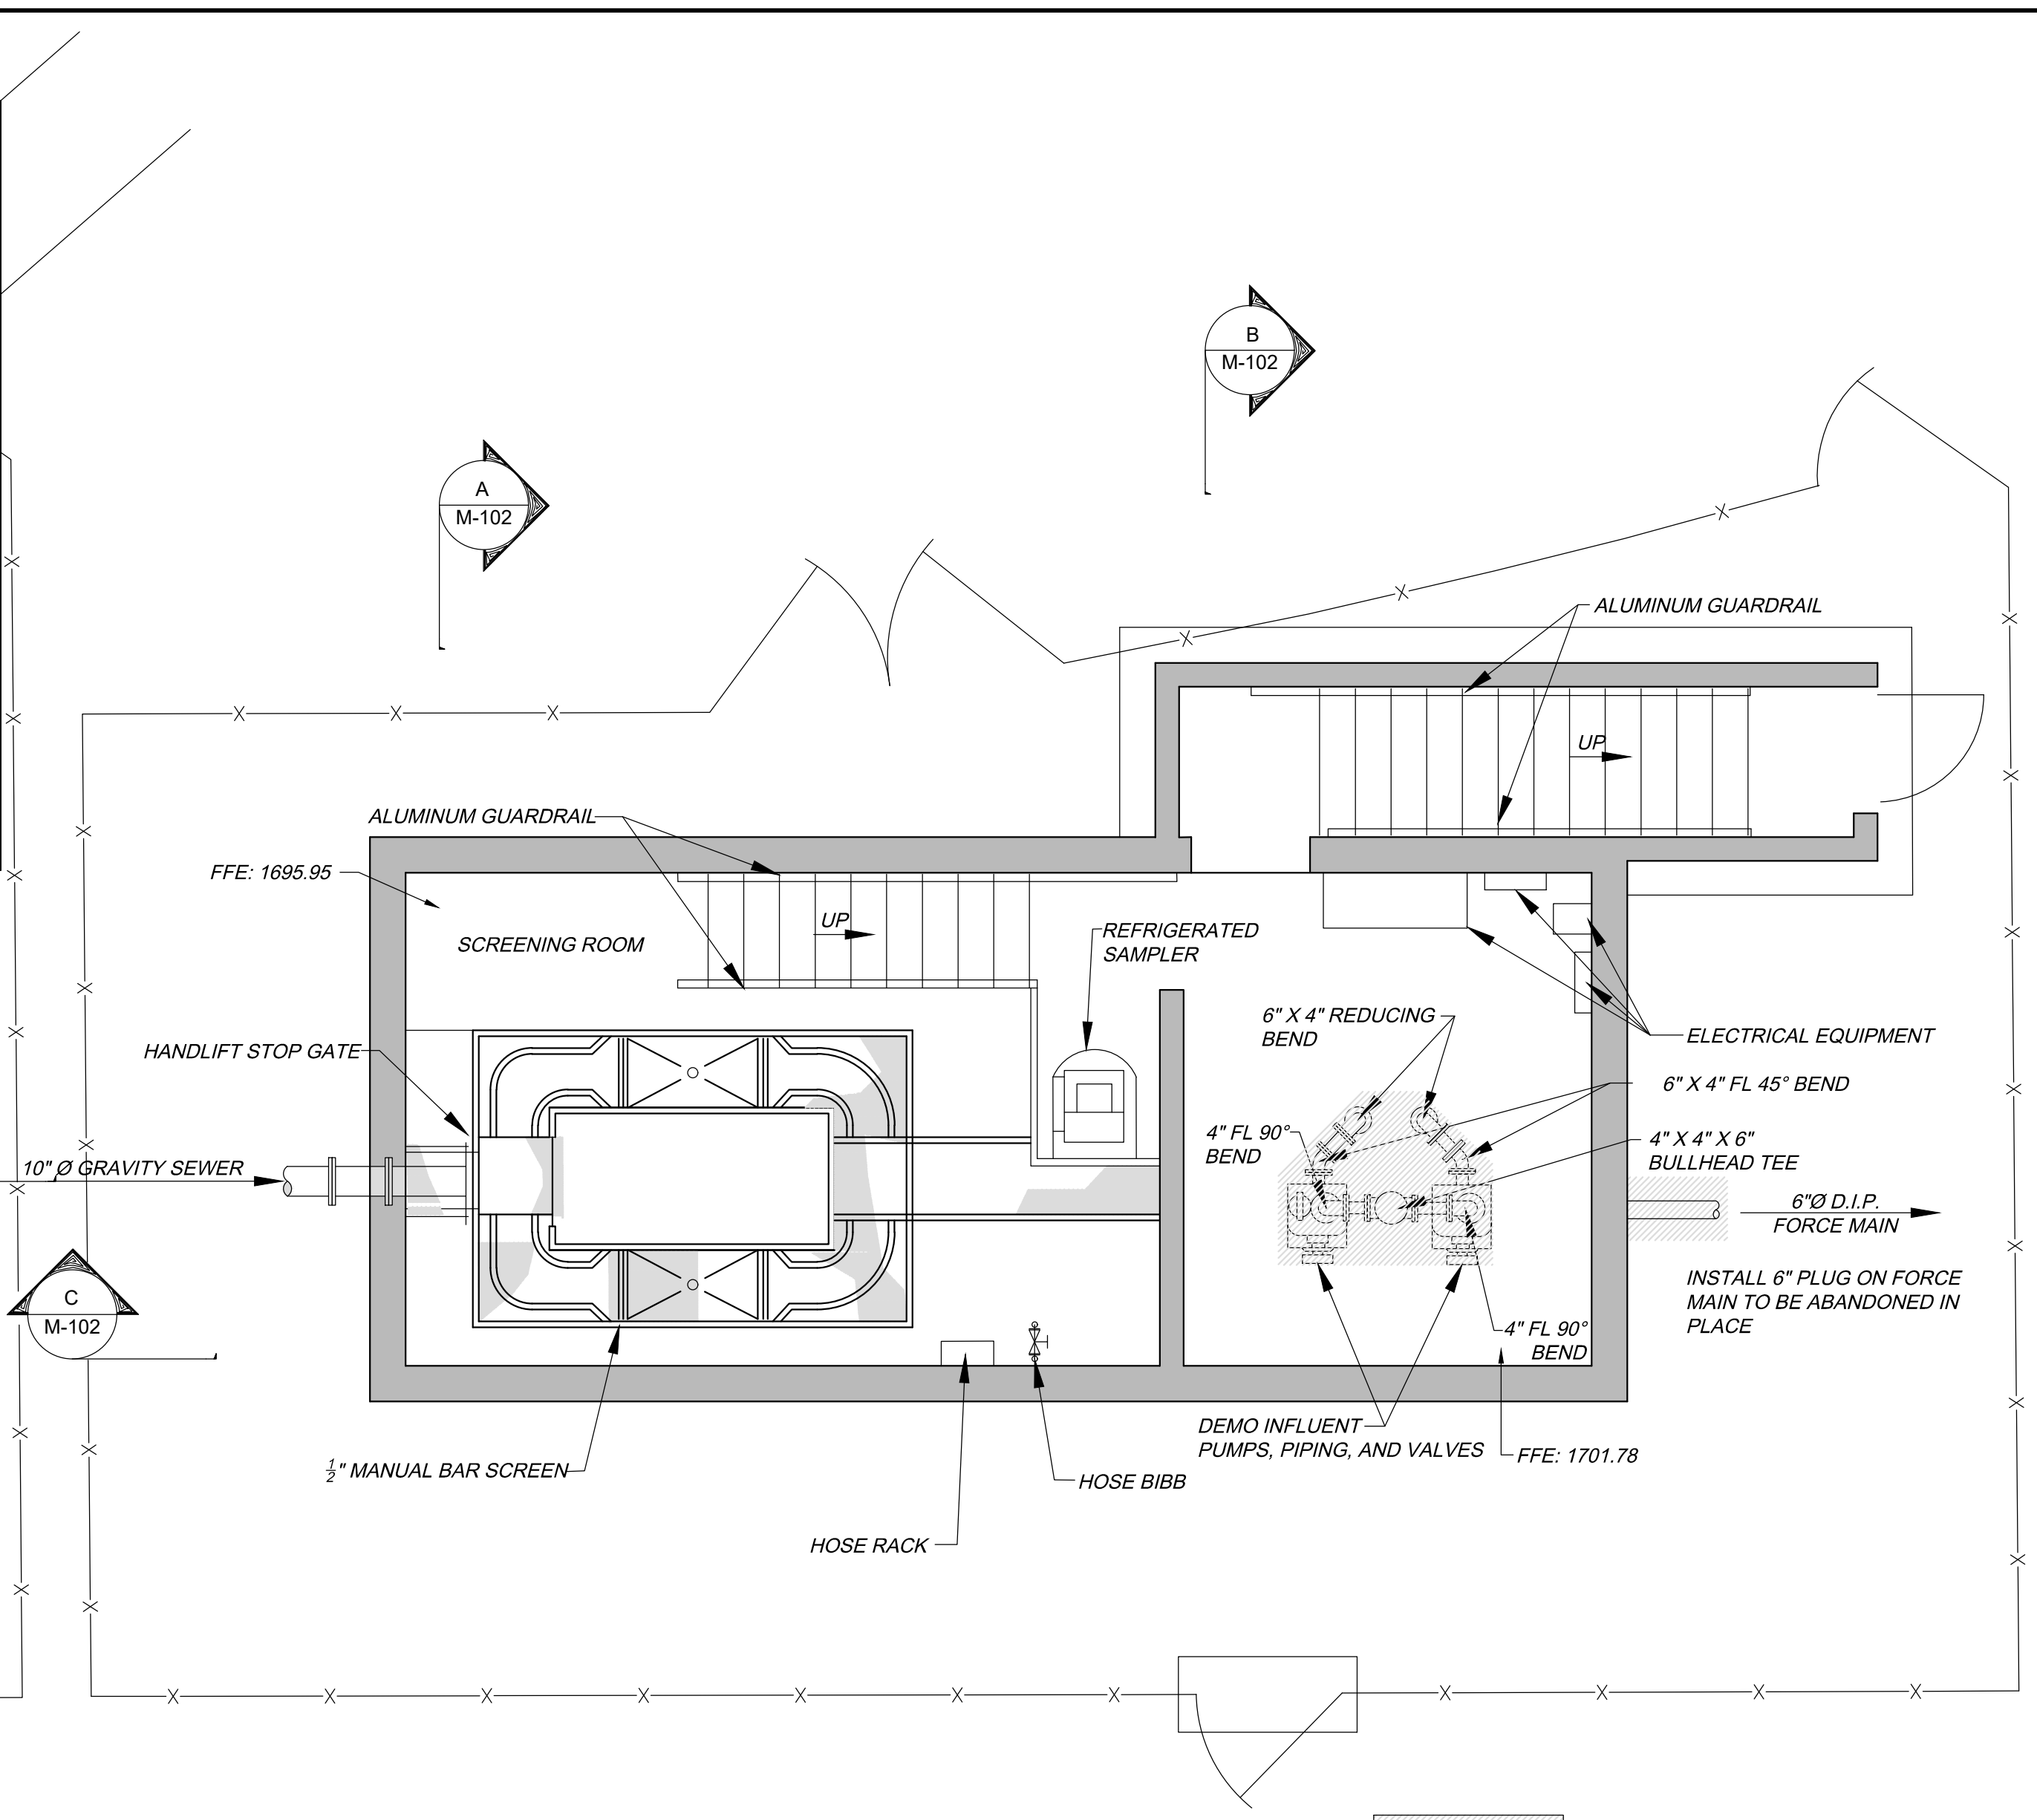 B
M-102
A
M-102
ALUMINUM GUARDRAIL
UP
ALUMINUM GUARDRAIL
FFE: 1695.95
UP
SCREENING ROOM
REFRIGERATED
SAMPLER
6" X 4" REDUCING
BEND
ELECTRICAL EQUIPMENT
HANDLIFT STOP GATE
6" X 4" FL 45° BEND
4" FL 90°
BEND
4" X 4" X 6"
BULLHEAD TEE
10" Ø GRAVITY SEWER
6"Ø D.I.P.
FORCE MAIN
C
M-102
INSTALL 6" PLUG ON FORCE
MAIN TO BE ABANDONED IN
PLACE
4" FL 90°
BEND
DEMO INFLUENT
PUMPS, PIPING, AND VALVES
FFE: 1701.78
½" MANUAL BAR SCREEN
HOSE BIBB
HOSE RACK